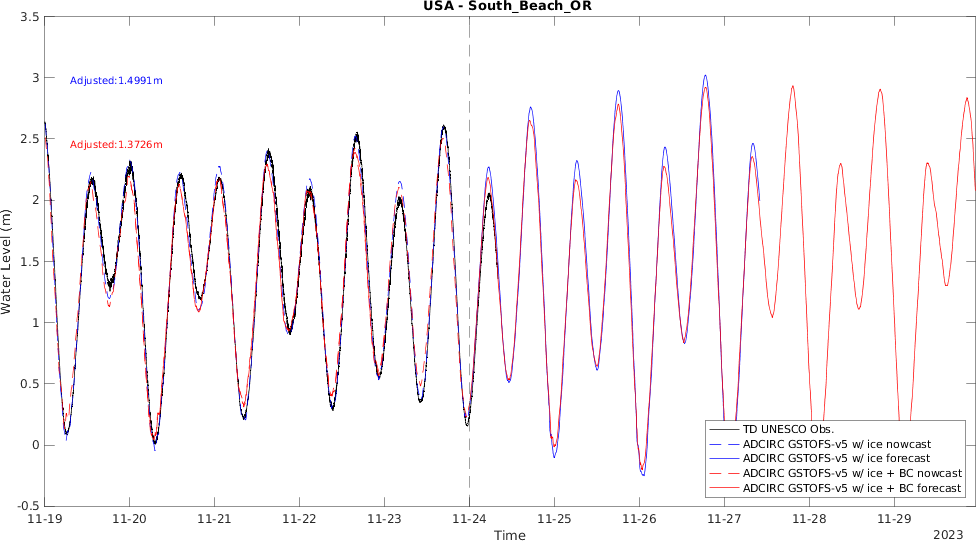 USA - South_Beach_OR
3.5
3
2.5
2
1.5
1
0.5
0
-0.5
Water Level (m)
Adjusted:1.4991m
Adjusted:1.3726m
TD UNESCO Obs.
ADCIRC GSTOFS-v5 w/ ice nowcast
ADCIRC GSTOFS-v5 w/ ice forecast
ADCIRC GSTOFS-v5 w/ ice + BC nowcast
ADCIRC GSTOFS-v5 w/ ice + BC forecast
11-19 11-20 11-21 11-22 11-23 11-24 11-25 11-26 11-27 11-28 11-29
Time
2023